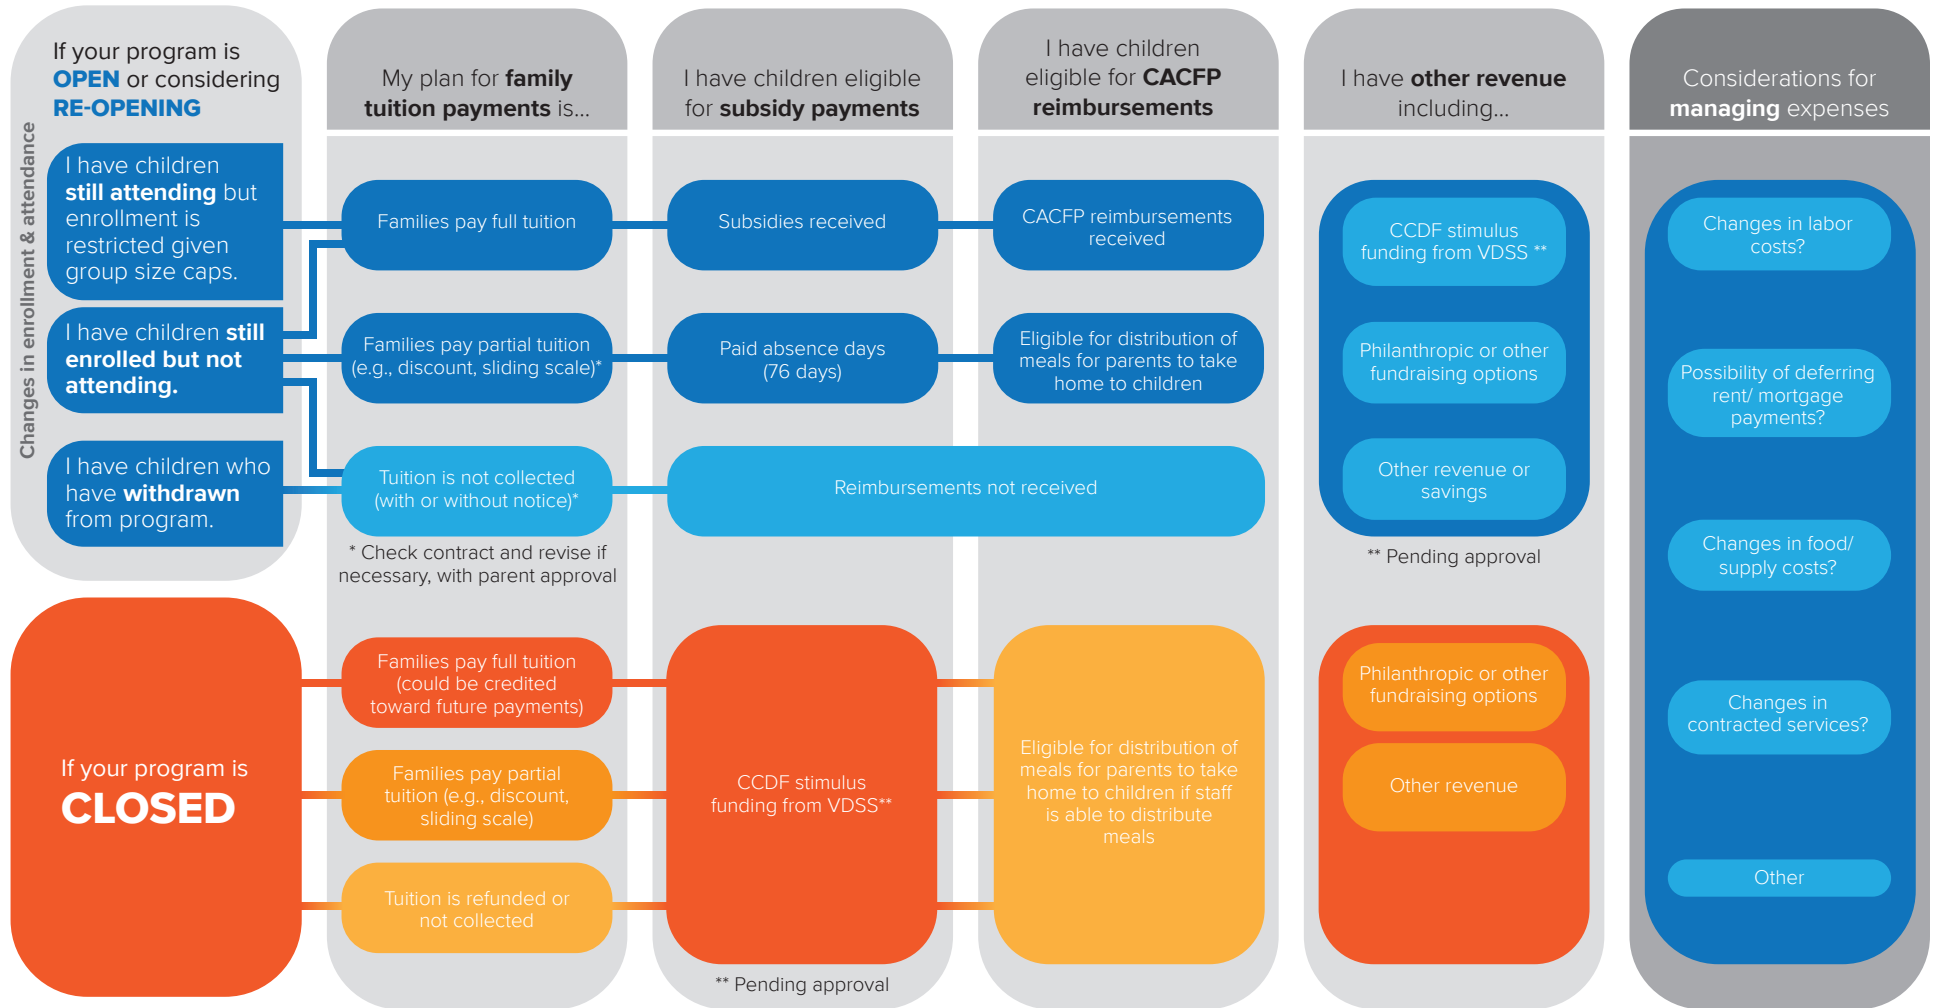 If your program is
OPEN or considering
RE-OPENING
Changes in enrollment & attendance
I have children
still attending but
enrollment is
restricted given
group size caps.
I have children still
enrolled but not
attending.
I have children who
have withdrawn
from program.
My plan for family
tuition payments is...
Families pay full tuition
Families pay partial tuition
(e.g., discount, sliding scale)*
Tuition is not collected
(with or without notice)*
* Check contract and revise if
necessary, with parent approval
I have children eligible
for subsidy payments
Subsidies received
Paid absence days
(76 days)
I have children
eligible for CACFP
reimbursements
CACFP reimbursements
received
Eligible for distribution of
meals for parents to take
home to children
Reimbursements not received
I have other revenue
including...
CCDF stimulus
funding from VDSS **
Philanthropic or other
fundraising options
Other revenue or
savings
** Pending approval
Considerations for
managing expenses
Changes in labor
costs?
Possibility of deferring
rent/ mortgage
payments?
Changes in food/
supply costs?
Changes in
contracted services?
Other
If your program is
CLOSED
Families pay full tuition
(could be credited
toward future payments)
Families pay partial
tuition (e.g., discount,
sliding scale)
Tuition is refunded or
not collected
CCDF stimulus
funding from VDSS**
** Pending approval
Eligible for distribution of
meals for parents to take
home to children if staff
is able to distribute
meals
Philanthropic or other
fundraising options
Other revenue